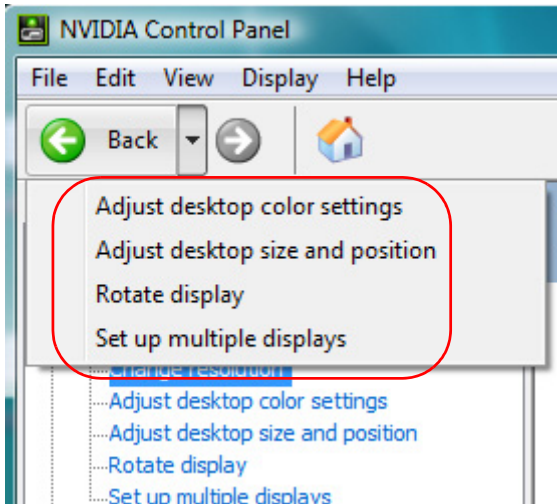 NVIDIA Control Panel
File Edit View Display Help
Back
Adjust desktop color settings
Adjust desktop size and position
Rotate display
Set up multiple displays
Change resolution
Adjust desktop color settings
Adjust desktop size and position
Rotate display
Set up multiple displays